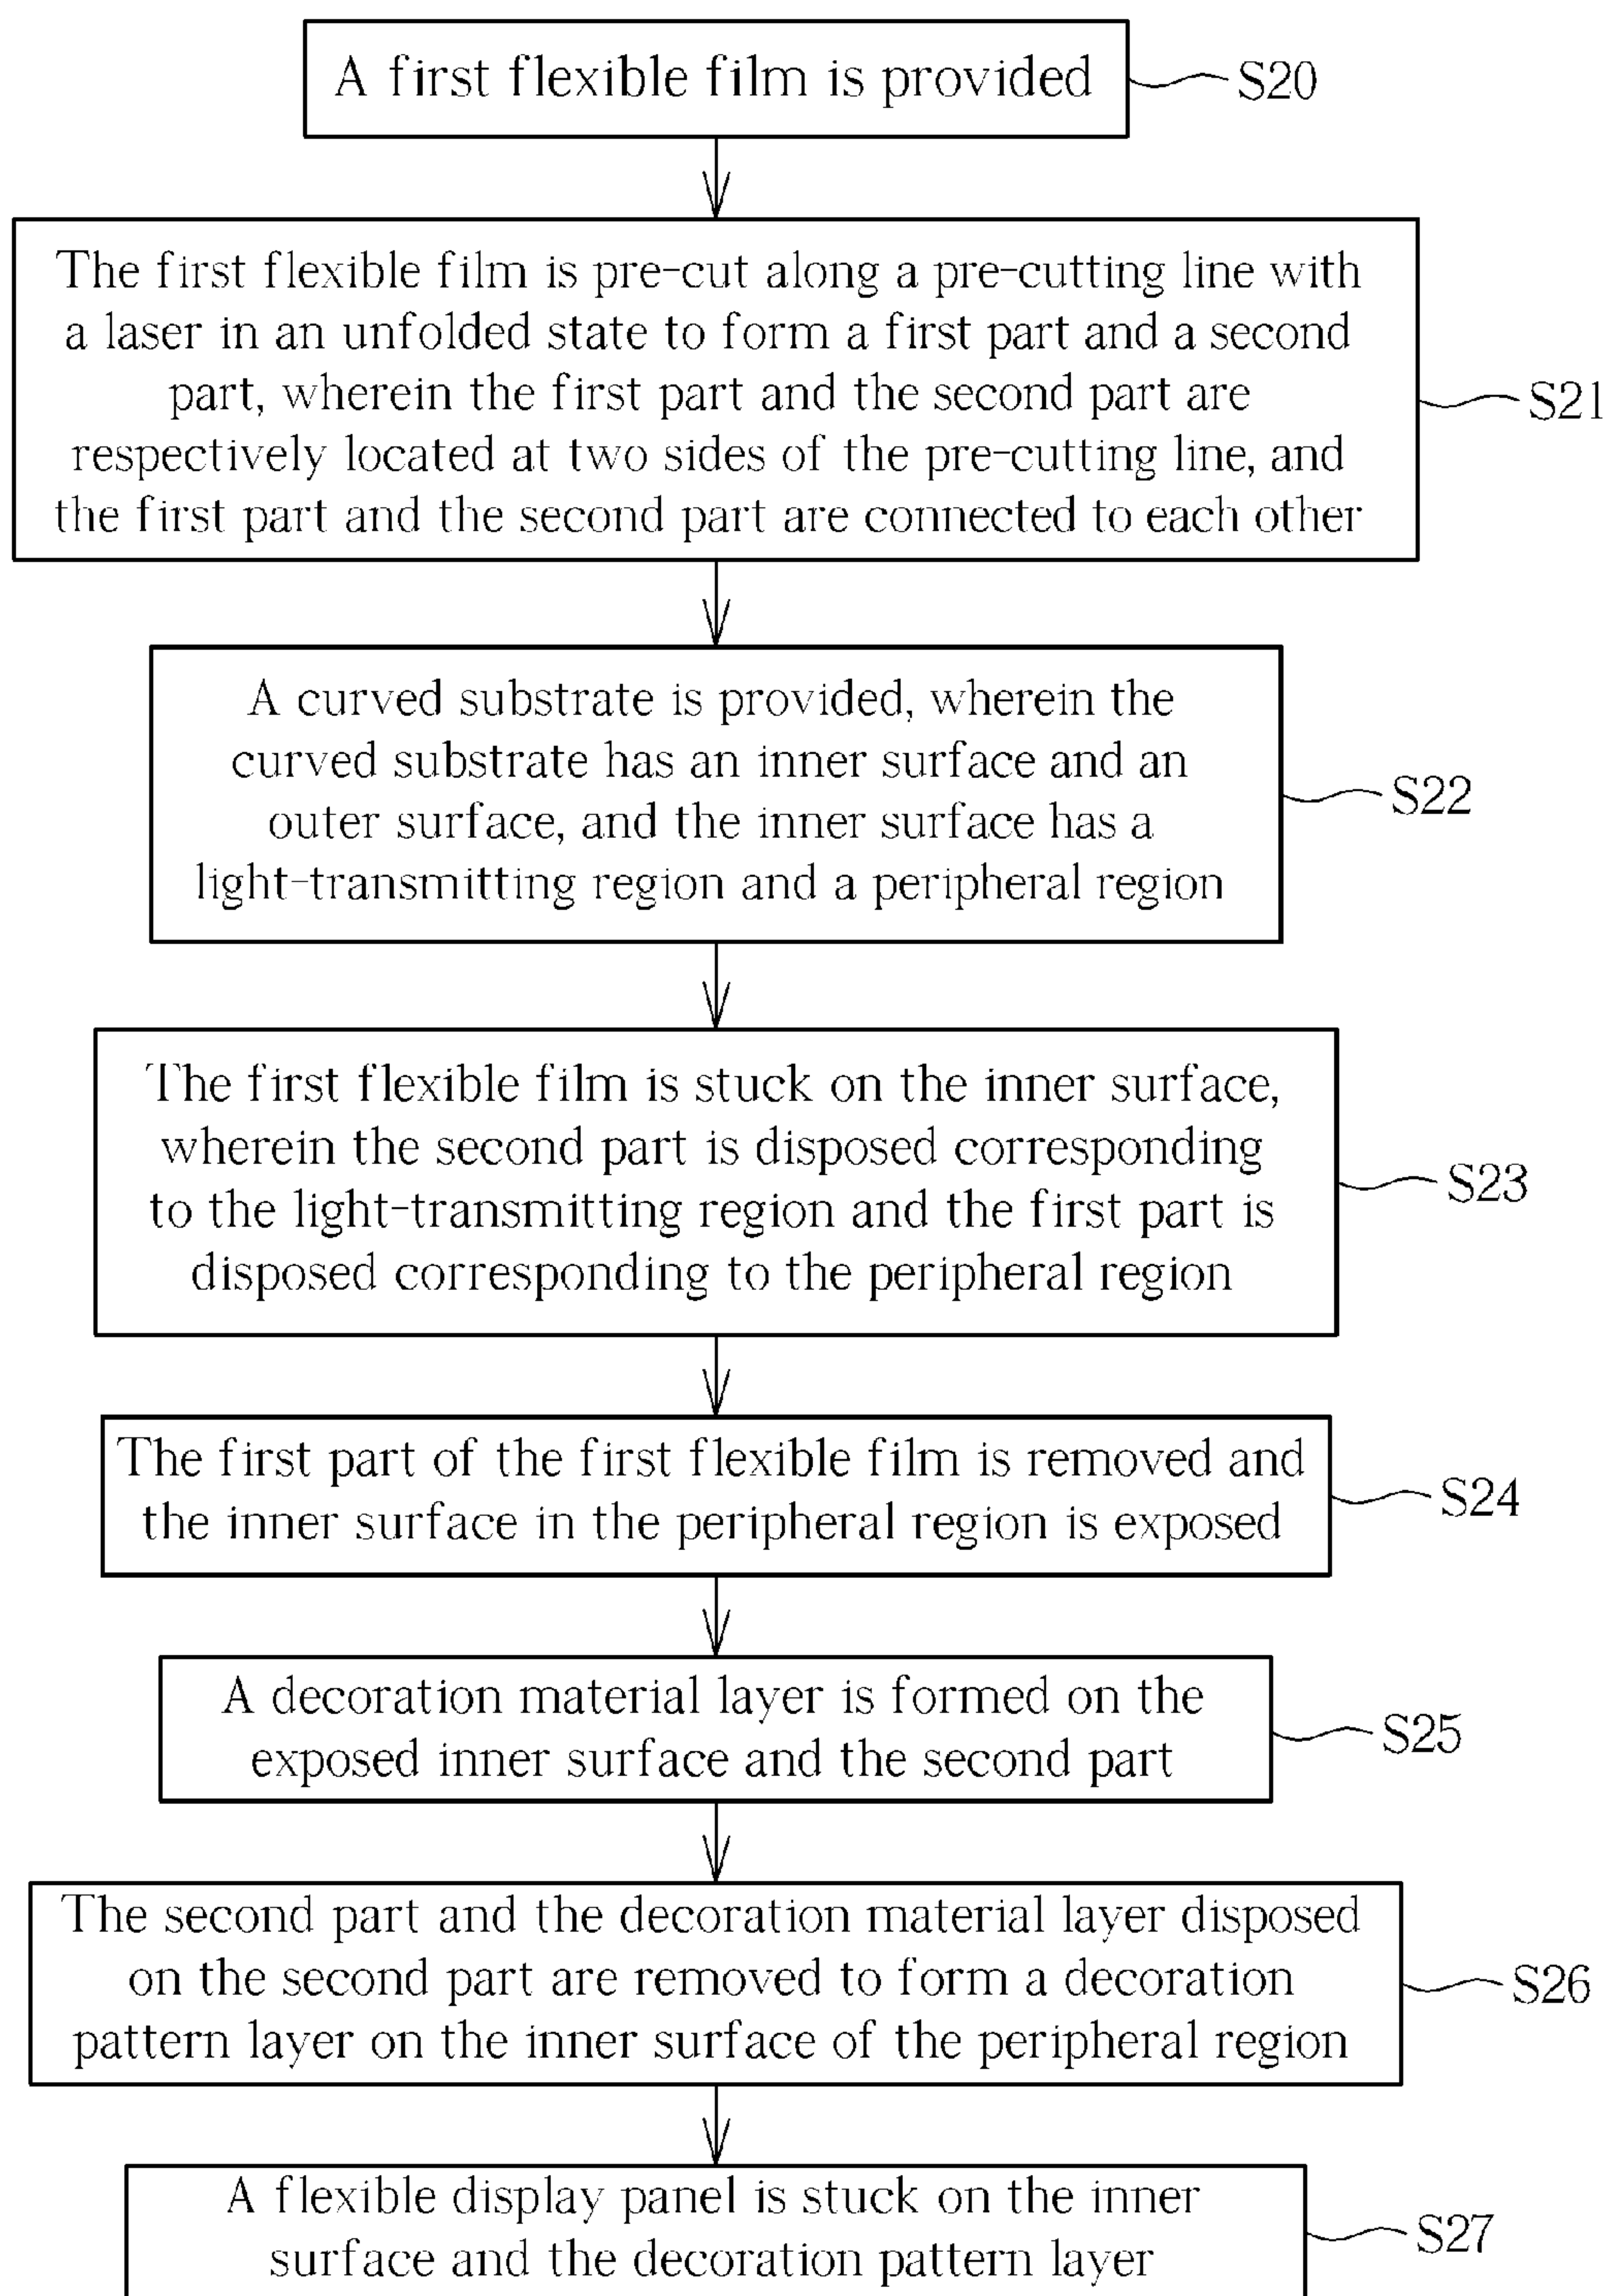 A first flexible film is provided
S20
The first flexible film is pre-cut along a pre-cutting line with
a laser in an unfolded state to form a first part and a second
part, wherein the first part and the second part are
respectively located at two sides of the pre-cutting line, and
the first part and the second part are connected to each other
S21
A curved substrate is provided, wherein the
curved substrate has an inner surface and an
outer surface, and the inner surface has a
light-transmitting region and a peripheral region
S22
The first flexible film is stuck on the inner surface,
wherein the second part is disposed corresponding
to the light-transmitting region and the first part is
disposed corresponding to the peripheral region
S23
The first part of the first flexible film is removed and
the inner surface in the peripheral region is exposed
S24
A decoration material layer is formed on the
exposed inner surface and the second part
S25
The second part and the decoration material layer disposed
on the second part are removed to form a decoration
pattern layer on the inner surface of the peripheral region
S26
A flexible display panel is stuck on the inner
surface and the decoration pattern layer
S27